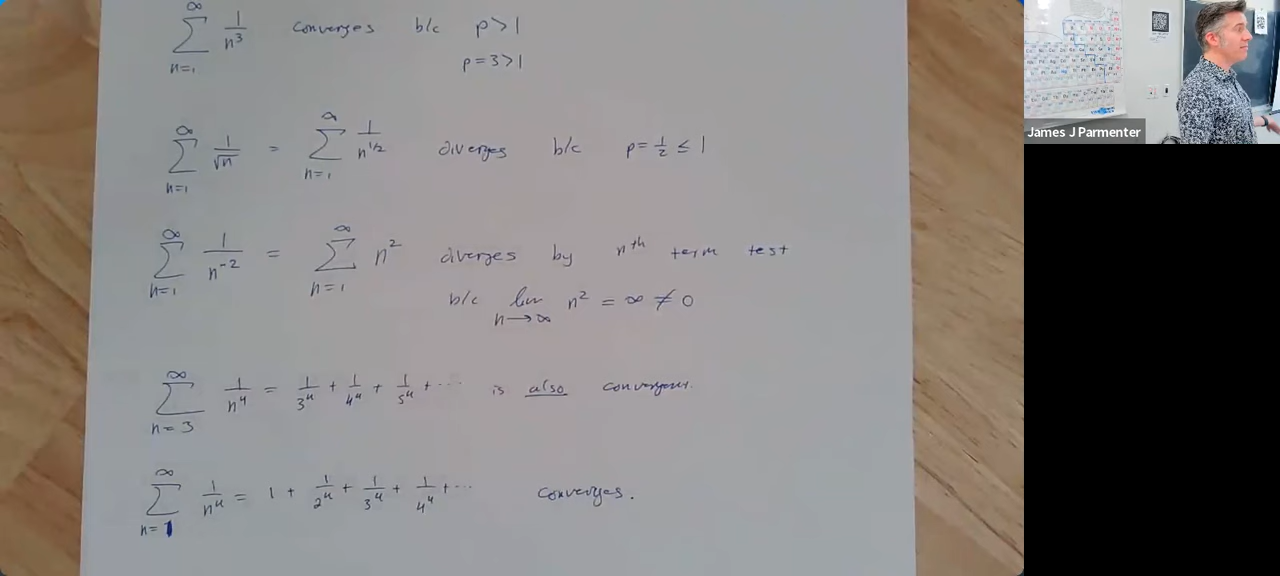 ∞ ∑ n=1 1/n³ converges b/c p > 1
p = 3 > 1
∞ ∑ n=1 1/√n = ∞ ∑ n=1 1/n^1/2 diverges b/c p = 1/2 ≤ 1
∞ ∑ n=1 1/n^-2 = ∞ ∑ n=1 n² diverges by nth term test
b/c lim n→∞ n² = ∞ ≠ 0
∞ ∑ n=3 1/n⁴ = 1/3⁴ + 1/4⁴ + 1/5⁴ + ... is also convergent.
∞ ∑ n=1 1/n⁴ = 1 + 1/2⁴ + 1/3⁴ + 1/4⁴ + ... converges.
James J Parmenter